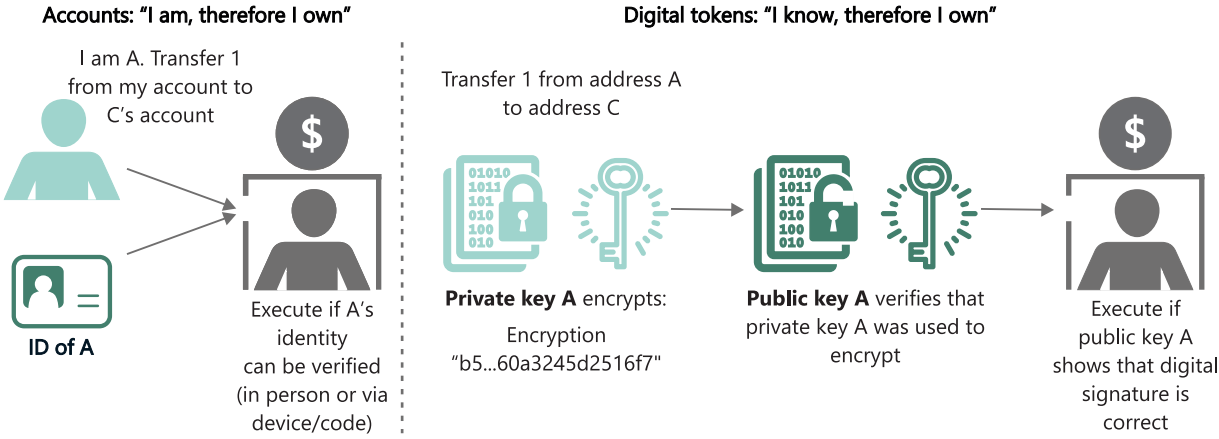 Accounts: “I am, therefore I own”
I am A. Transfer 1
from my account to
C’s account
$
ID of A
Execute if A’s
identity
can be verified
(in person or via
device/code)
Digital tokens: “I know, therefore I own”
Transfer 1 from address A
to address C
01010
1011
101
010
100
010
Private key A encrypts:
Encryption
“b5...60a3245d2516f7"
01010
1011
101
010
100
010
Public key A verifies that
private key A was used to
encrypt
$
Execute if
public key A
shows that digital
signature is
correct